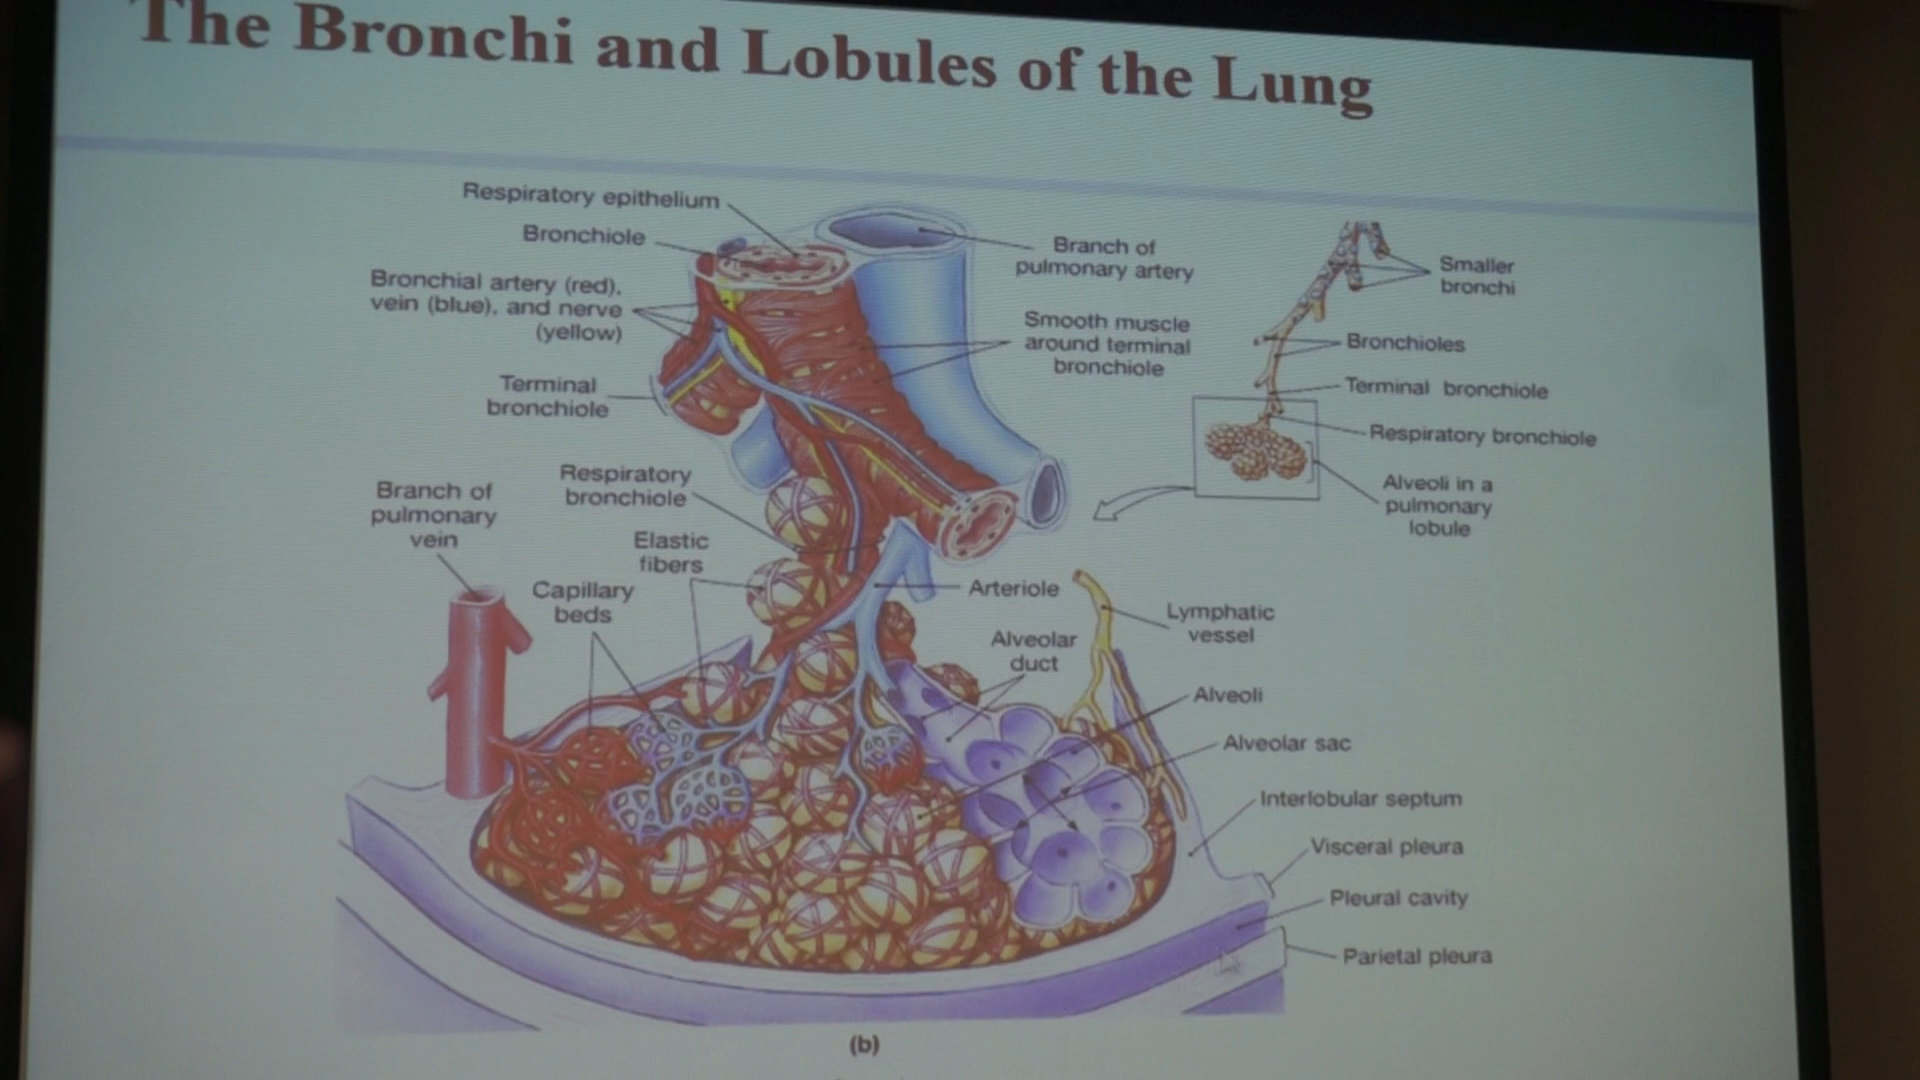 The Bronchi and Lobules of the Lung
Respiratory epithelium
Bronchiole
Bronchial artery (red),
vein (blue), and nerve
(yellow)
Terminal
bronchiole
Respiratory
bronchiole
Branch of
pulmonary
vein
Elastic
fibers
Capillary
beds
Branch of
pulmonary artery
Smooth muscle
around terminal
bronchiole
Arteriole
Alveolar
duct
Lymphatic
vessel
Alveoli
Alveolar sac
Interlobular septum
Visceral pleura
Pleural cavity
Parietal pleura
Smaller
bronchi
Bronchioles
Terminal bronchiole
Respiratory bronchiole
Alveoli in a
pulmonary
lobule
(b)